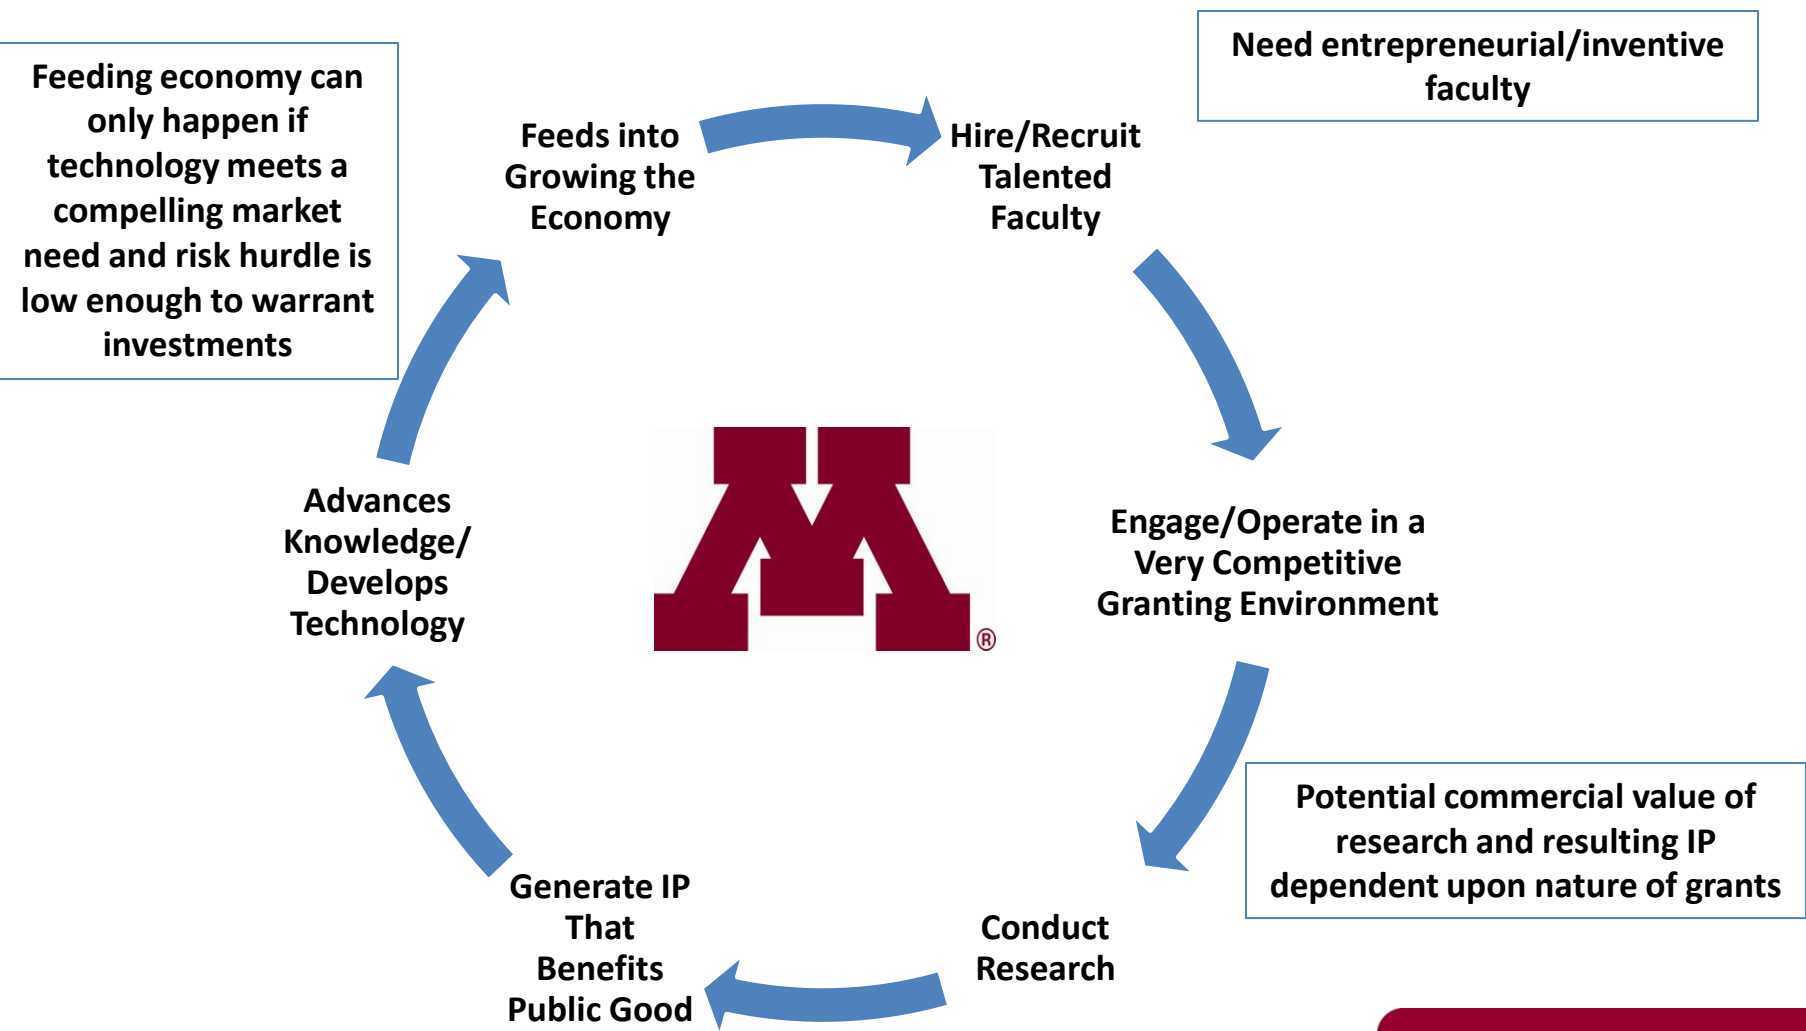 Need entrepreneurial/inventive
faculty
Feeding economy can
only happen if
technology meets a
compelling market
need and risk hurdle is
low enough to warrant
investments
Feeds into
Growing the
Economy
Hire/Recruit
Talented
Faculty
Advances
Knowledge/
Develops
Technology
M
®
Engage/Operate in a
Very Competitive
Granting Environment
Potential commercial value of
research and resulting IP
dependent upon nature of grants
Generate IP
That
Benefits
Public Good
Conduct
Research